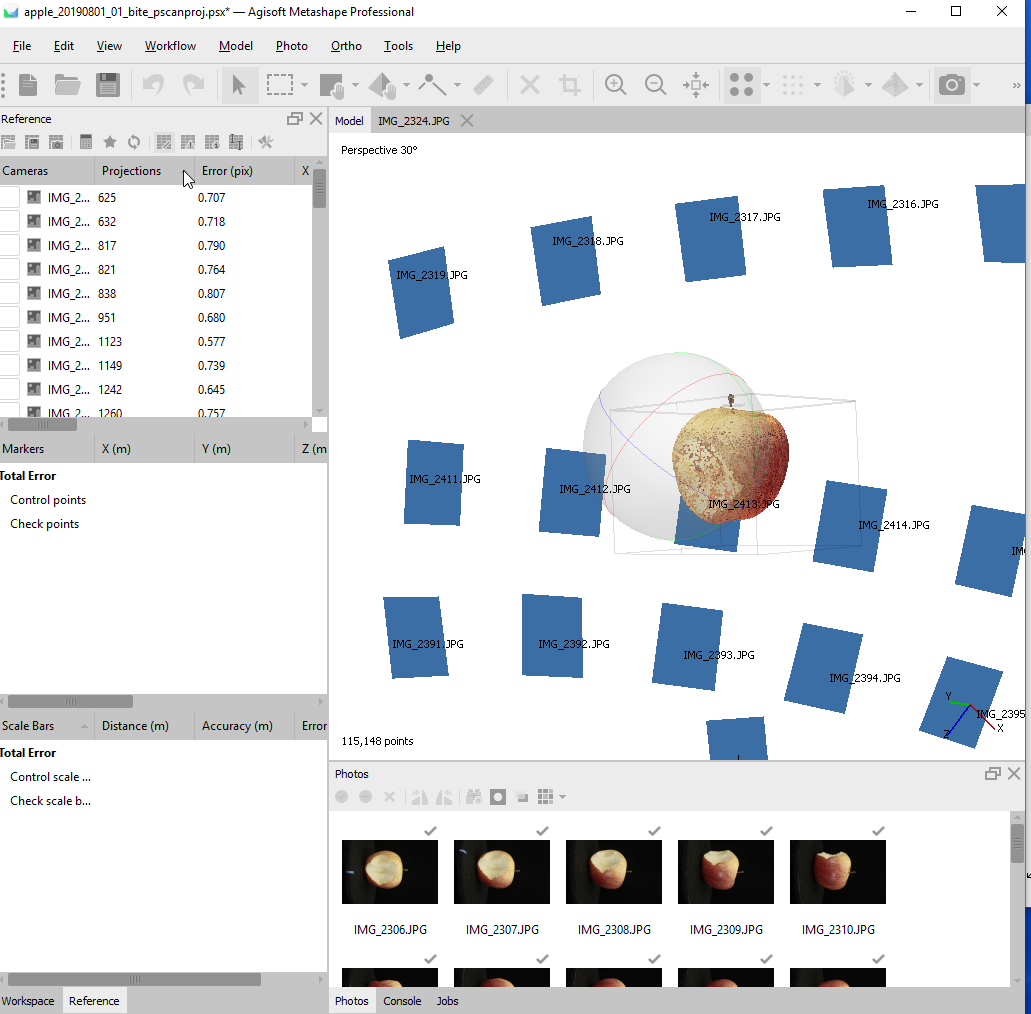 apple_20190801_01_bite_pscanproj.psx* — Agisoft Metashape Professional
File Edit View Workflow Model Photo Ortho Tools Help
»
Reference
Cameras Projections Error (pix) X
IMG_2... 625 0.707
IMG_2... 632 0.718
IMG_2... 817 0.790
IMG_2... 821 0.764
IMG_2... 838 0.807
IMG_2... 951 0.680
IMG_2... 1123 0.577
IMG_2... 1149 0.739
IMG_2... 1242 0.645
IMG_2... 1260 0.757
Markers X (m) Y (m) Z (m
Total Error
Control points
Check points
Scale Bars Distance (m) Accuracy (m) Error
Total Error
Control scale ...
Check scale b...
Workspace Reference
Model IMG_2324.JPG
Perspective 30°
IMG_2316.JPG
IMG_2317.JPG
IMG_2318.JPG
IMG_2319.JPG
IMG_2411.JPG
IMG_2412.JPG
IMG_2413.JPG
IMG_2414.JPG
IM
IMG_2391.JPG
IMG_2392.JPG
IMG_2393.JPG
IMG_2394.JPG
IMG_2395
Y
X
Z
115,148 points
Photos
IMG_2306.JPG IMG_2307.JPG IMG_2308.JPG IMG_2309.JPG IMG_2310.JPG
Photos Console Jobs